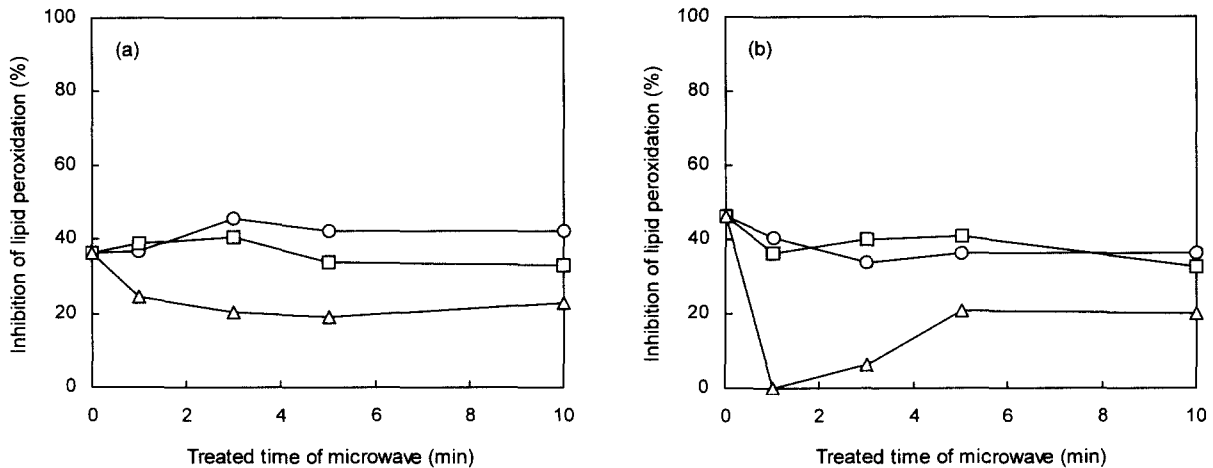 (a)
Inhibition of lipid peroxidation (%)
100
80
60
40
20
0
0 2 4 6 8 10
Treated time of microwave (min)
(b)
Inhibition of lipid peroxidation (%)
100
80
60
40
20
0
0 2 4 6 8 10
Treated time of microwave (min)